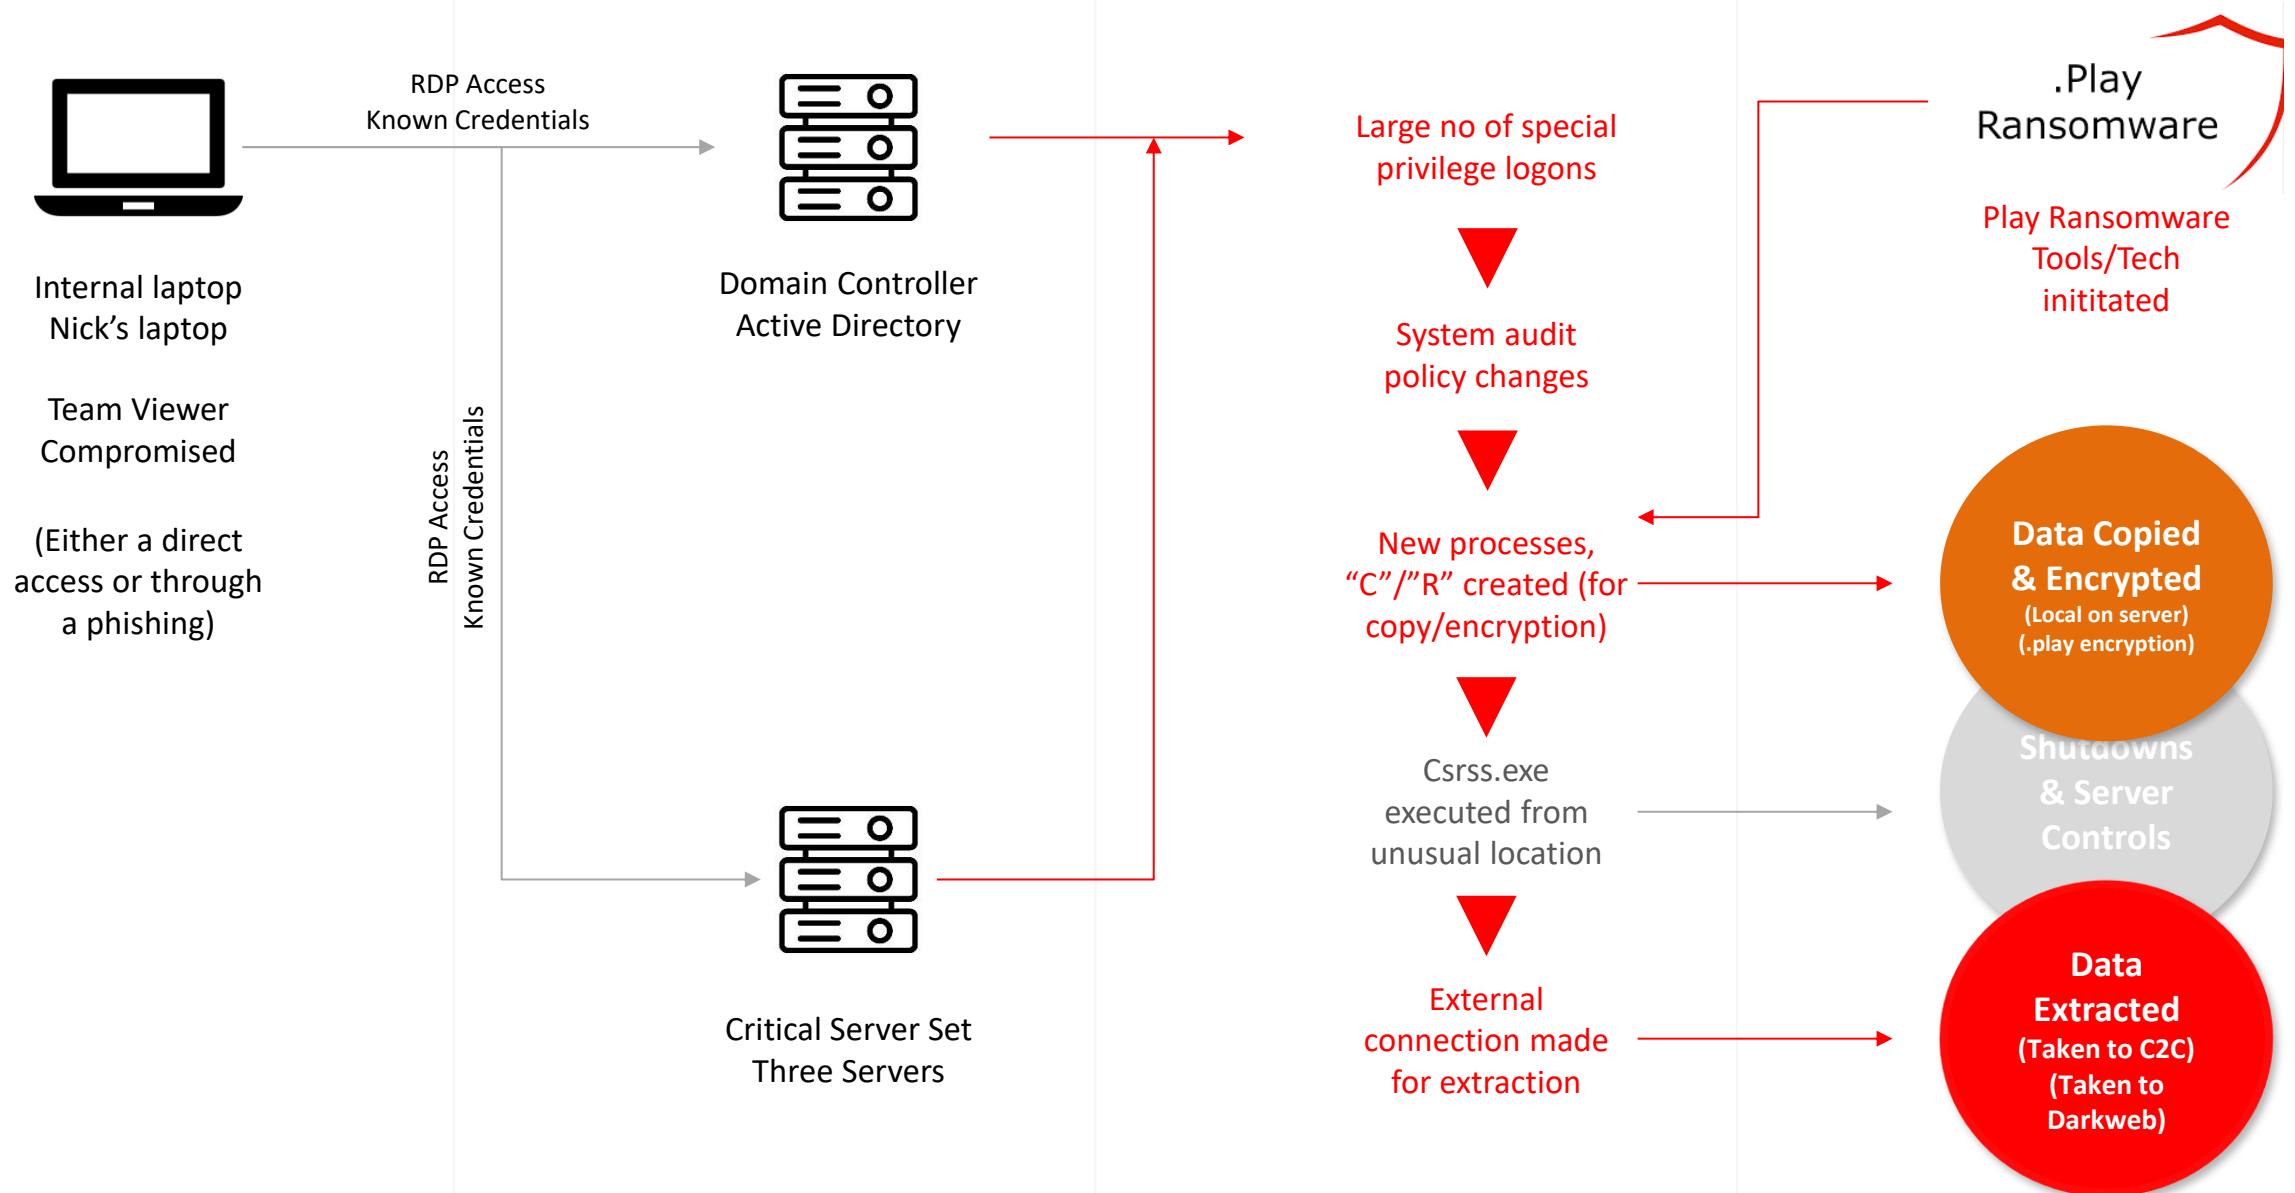 RDP Access
Known Credentials
Internal laptop
Nick’s laptop
Team Viewer
Compromised
(Either a direct
access or through
a phishing)
RDP Access
Known Credentials
Domain Controller
Active Directory
Critical Server Set
Three Servers
Large no of special
privilege logons
System audit
policy changes
New processes,
“C”/”R” created (for
copy/encryption)
Csrss.exe
executed from
unusual location
External
connection made
for extraction
.Play
Ransomware
Play Ransomware
Tools/Tech
inititated
Data Copied
& Encrypted
(Local on server)
(.play encryption)
Shutdowns
& Server
Controls
Data
Extracted
(Taken to C2C)
(Taken to
Darkweb)